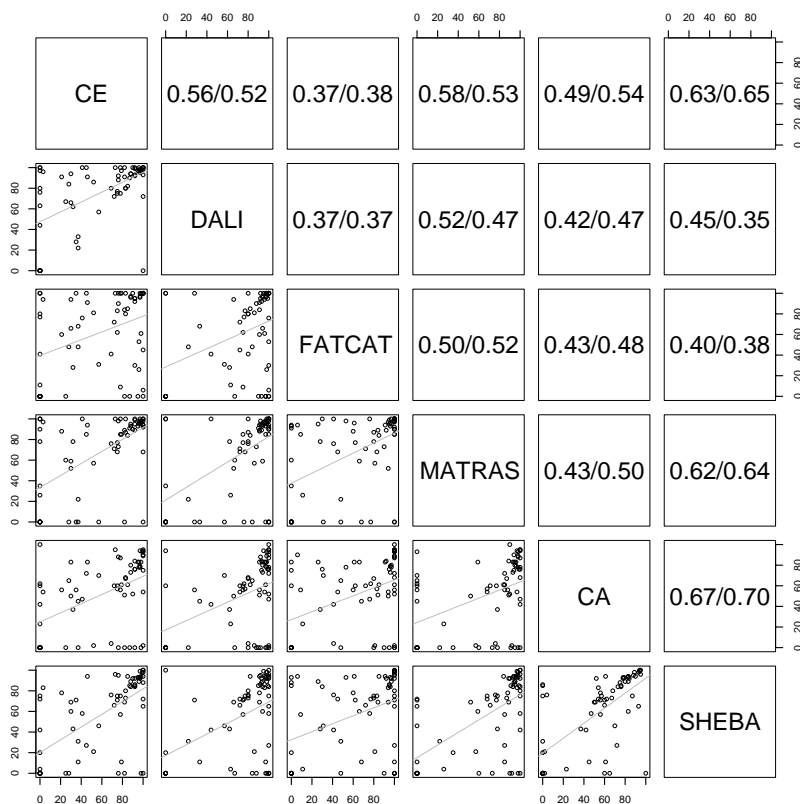 0 20 40 60 80 0 20 40 60 80 0 20 40 60 80
CE 0.56/0.52 0.37/0.38 0.58/0.53 0.49/0.54 0.63/0.65 0 20 40 60 80
0 20 40 60 80 DALI 0.37/0.37 0.52/0.47 0.42/0.47 0.45/0.35
FATCAT 0.50/0.52 0.43/0.48 0.40/0.38 0 20 40 60 80
0 20 40 60 80 MATRAS 0.43/0.50 0.62/0.64
CA 0.67/0.70 0 20 40 60 80
0 20 40 60 80 SHEBA
0 20 40 60 80 0 20 40 60 80 0 20 40 60 80